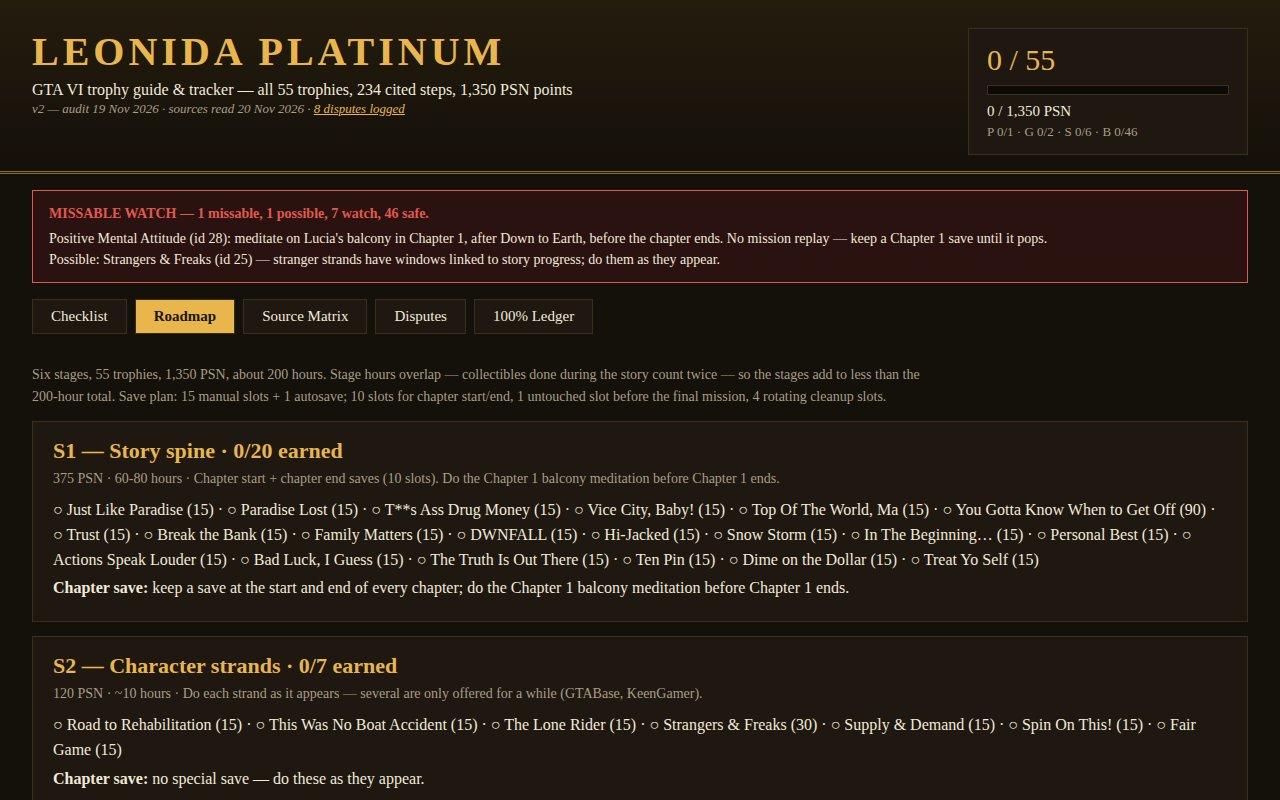 LEONIDA PLATINUM
GTA VI trophy guide & tracker — all 55 trophies, 234 cited steps, 1,350 PSN points
v2 — audit 19 Nov 2026 · sources read 20 Nov 2026 · 8 disputes logged
0 / 55
0 / 1,350 PSN
P 0/1 · G 0/2 · S 0/6 · B 0/46
MISSABLE WATCH — 1 missable, 1 possible, 7 watch, 46 safe.
Positive Mental Attitude (id 28): meditate on Lucia's balcony in Chapter 1, after Down to Earth, before the chapter ends. No mission replay — keep a Chapter 1 save until it pops.
Possible: Strangers & Freaks (id 25) — stranger strands have windows linked to story progress; do them as they appear.
Checklist
Roadmap
Source Matrix
Disputes
100% Ledger
Six stages, 55 trophies, 1,350 PSN, about 200 hours. Stage hours overlap — collectibles done during the story count twice — so the stages add to less than the
200-hour total. Save plan: 15 manual slots + 1 autosave; 10 slots for chapter start/end, 1 untouched slot before the final mission, 4 rotating cleanup slots.
S1 — Story spine · 0/20 earned
375 PSN · 60-80 hours · Chapter start + chapter end saves (10 slots). Do the Chapter 1 balcony meditation before Chapter 1 ends.
○ Just Like Paradise (15) · ○ Paradise Lost (15) · ○ T**s Ass Drug Money (15) · ○ Vice City, Baby! (15) · ○ Top Of The World, Ma (15) · ○ You Gotta Know When to Get Off (90) ·
○ Trust (15) · ○ Break the Bank (15) · ○ Family Matters (15) · ○ DWNFALL (15) · ○ Hi-Jacked (15) · ○ Snow Storm (15) · ○ In The Beginning… (15) · ○ Personal Best (15) · ○
Actions Speak Louder (15) · ○ Bad Luck, I Guess (15) · ○ The Truth Is Out There (15) · ○ Ten Pin (15) · ○ Dime on the Dollar (15) · ○ Treat Yo Self (15)
Chapter save: keep a save at the start and end of every chapter; do the Chapter 1 balcony meditation before Chapter 1 ends.
S2 — Character strands · 0/7 earned
120 PSN · ~10 hours · Do each strand as it appears — several are only offered for a while (GTABase, KeenGamer).
○ Road to Rehabilitation (15) · ○ This Was No Boat Accident (15) · ○ The Lone Rider (15) · ○ Strangers & Freaks (30) · ○ Supply & Demand (15) · ○ Spin On This! (15) · ○ Fair
Game (15)
Chapter save: no special save — do these as they appear.